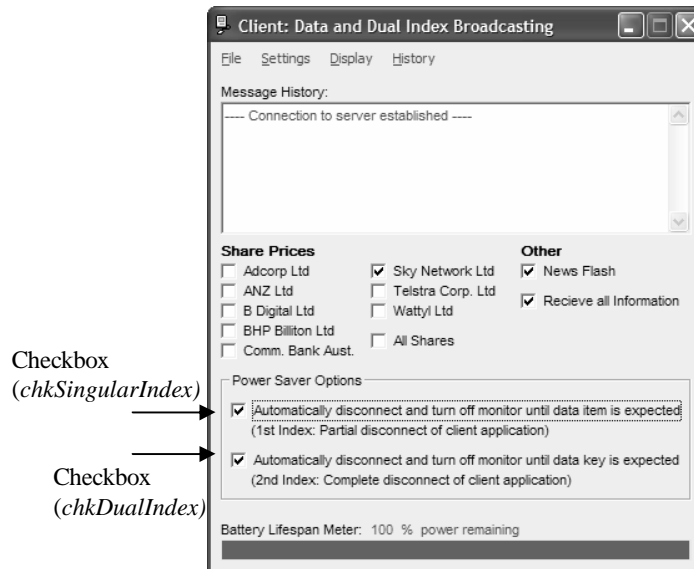 Client: Data and Dual Index Broadcasting
File Settings Display History
Message History:
---- Connection to server established ----
Share Prices
Adcorp Ltd
ANZ Ltd
B Digital Ltd
BHP Billiton Ltd
Comm. Bank Aust.
Sky Network Ltd
Telstra Corp. Ltd
Wattyl Ltd
All Shares
Other
News Flash
Recieve all Information
Checkbox
(chkSingularIndex)
Power Saver Options
Automatically disconnect and turn off monitor until data item is expected
(1st Index: Partial disconnect of client application)
Checkbox
(chkDualIndex)
Automatically disconnect and turn off monitor until data key is expected
(2nd Index: Complete disconnect of client application)
Battery Lifespan Meter: 100 % power remaining